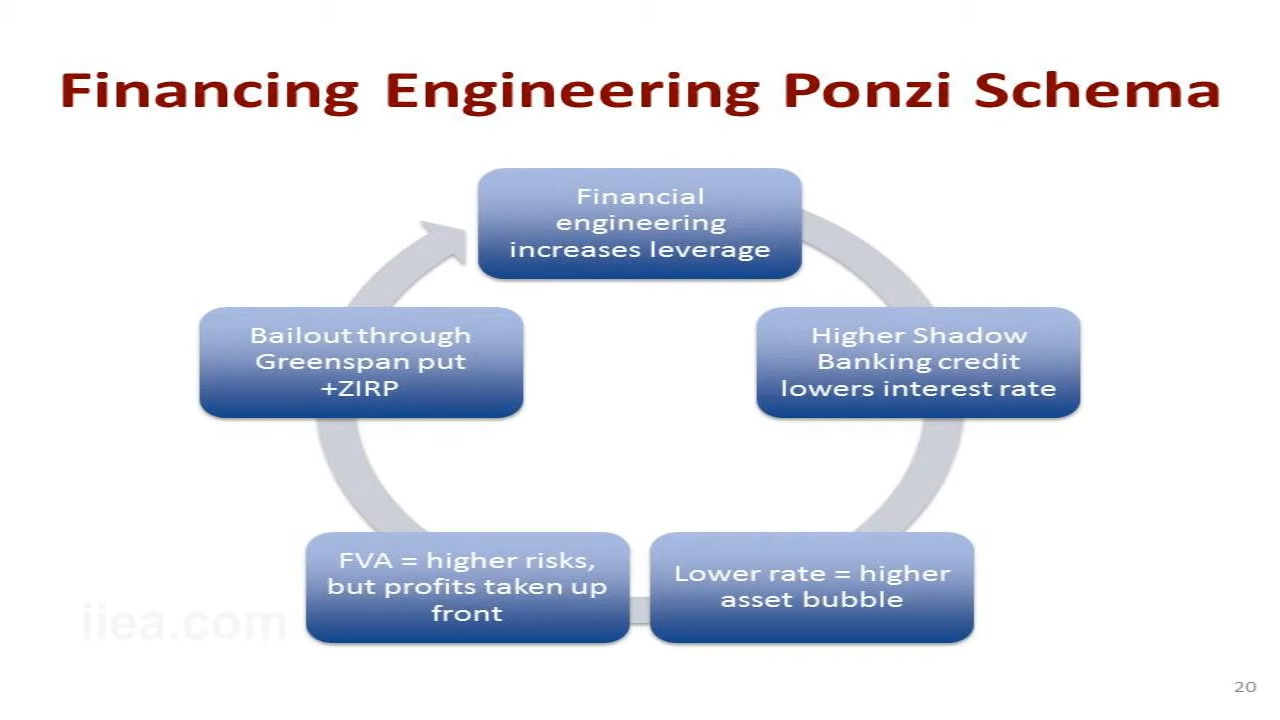 Financing Engineering Ponzi Schema
Financial
engineering
increases leverage
Higher Shadow
Banking credit
lowers interest rate
Lower rate = higher
asset bubble
FVA = higher risks,
but profits taken up
front
Bailout through
Greenspan put
+ZIRP
iiea.com
20